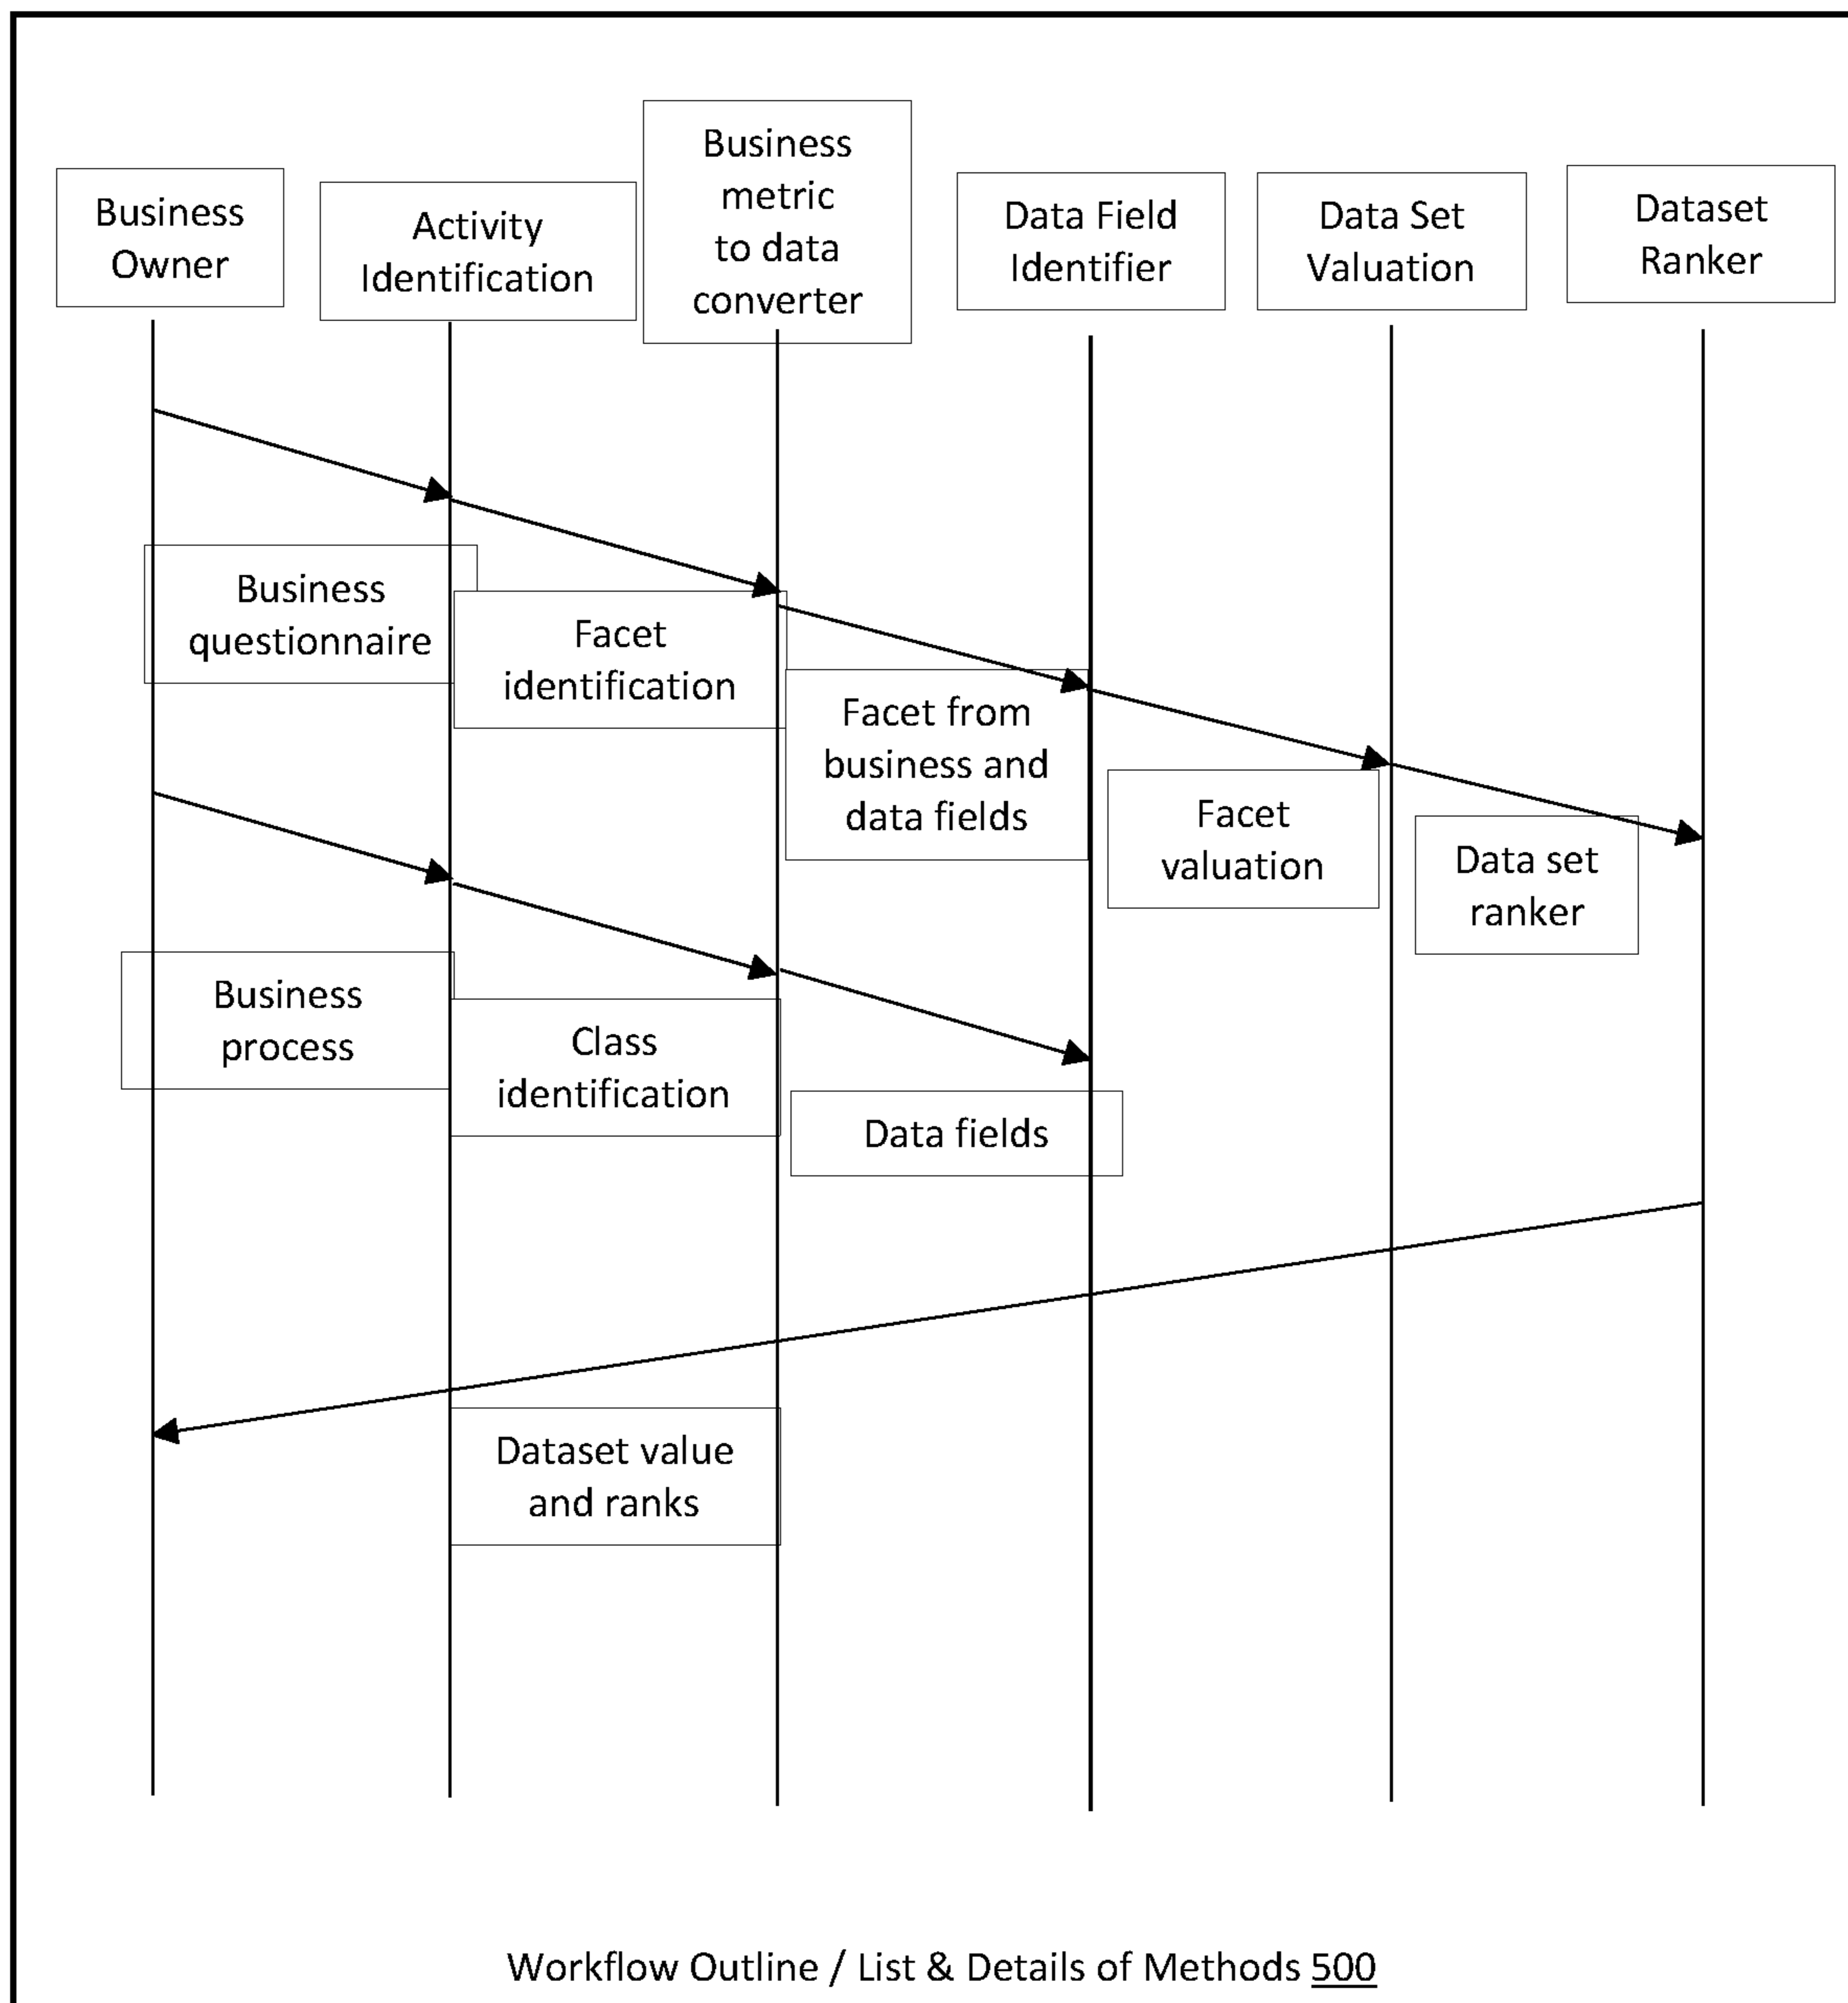 Business
Owner
Activity
Identification
Business
metric
to data
converter
Data Field
Identifier
Data Set
Valuation
Dataset
Ranker
Business
questionnaire
Facet
identification
Facet from
business and
data fields
Facet
valuation
Data set
ranker
Business
process
Class
identification
Data fields
Dataset value
and ranks
Workflow Outline / List & Details of Methods 500